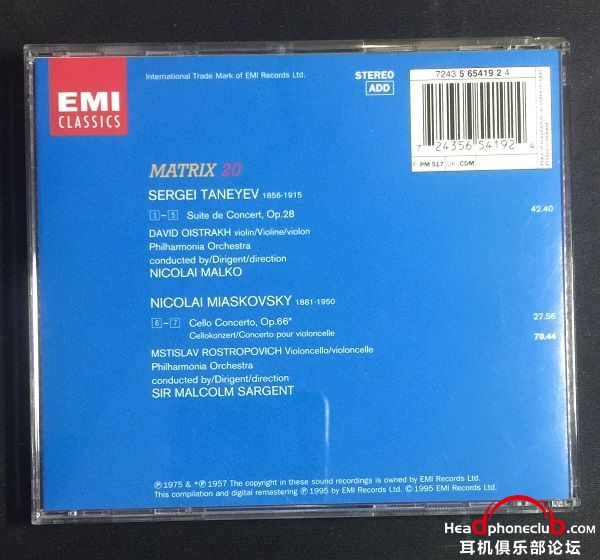 EMI
CLASSICS
International Trade Mark of EMI Records Ltd.
STEREO
ADD
7243 5 65419 2 4
7 24356 54192 4
F: PM 517 UK: CDM
MATRIX 20
SERGEI TANEYEV 1856-1915
1 - 5 Suite de Concert, Op.28 42.40
DAVID OISTRAKH violin/Violine/violon
Philharmonia Orchestra
conducted by/Dirigent/direction
NICOLAI MALKO
NICOLAI MIASKOVSKY 1881-1950
6 - 7 Cello Concerto, Op.66* 27.56
Cellokonzert/Concerto pour violoncelle 70.44
MSTISLAV ROSTROPOVICH Violoncello/violoncelle
Philharmonia Orchestra
conducted by/Dirigent/direction
SIR MALCOLM SARGENT
℗ 1975 & *℗ 1957 The copyright in these sound recordings is owned by EMI Records Ltd.
This compilation and digital remastering ℗ 1995 by EMI Records Ltd. © 1995 EMI Records Ltd.
Headphoneclub.com
耳机俱乐部论坛